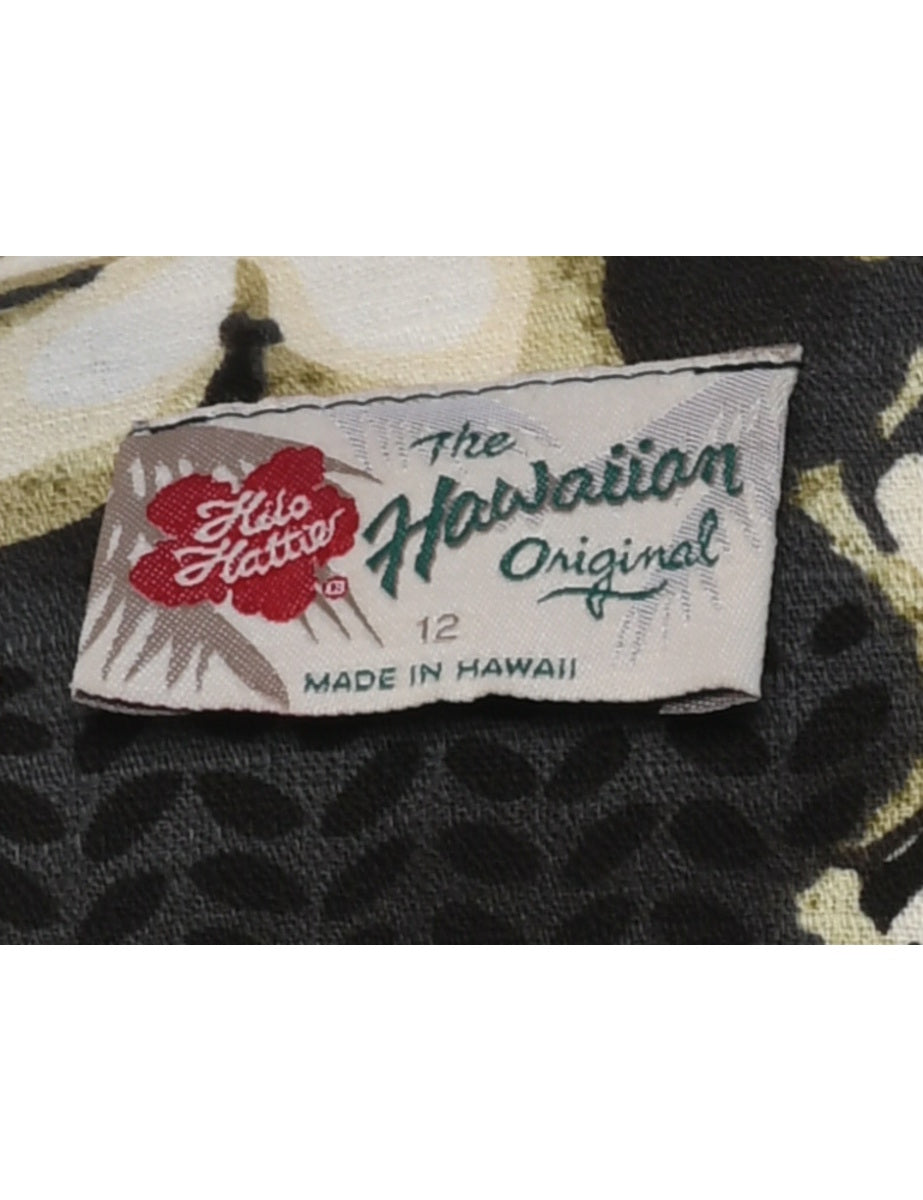 Hilo
Hattie
The
Hawaiian
Original
12
MADE IN HAWAII